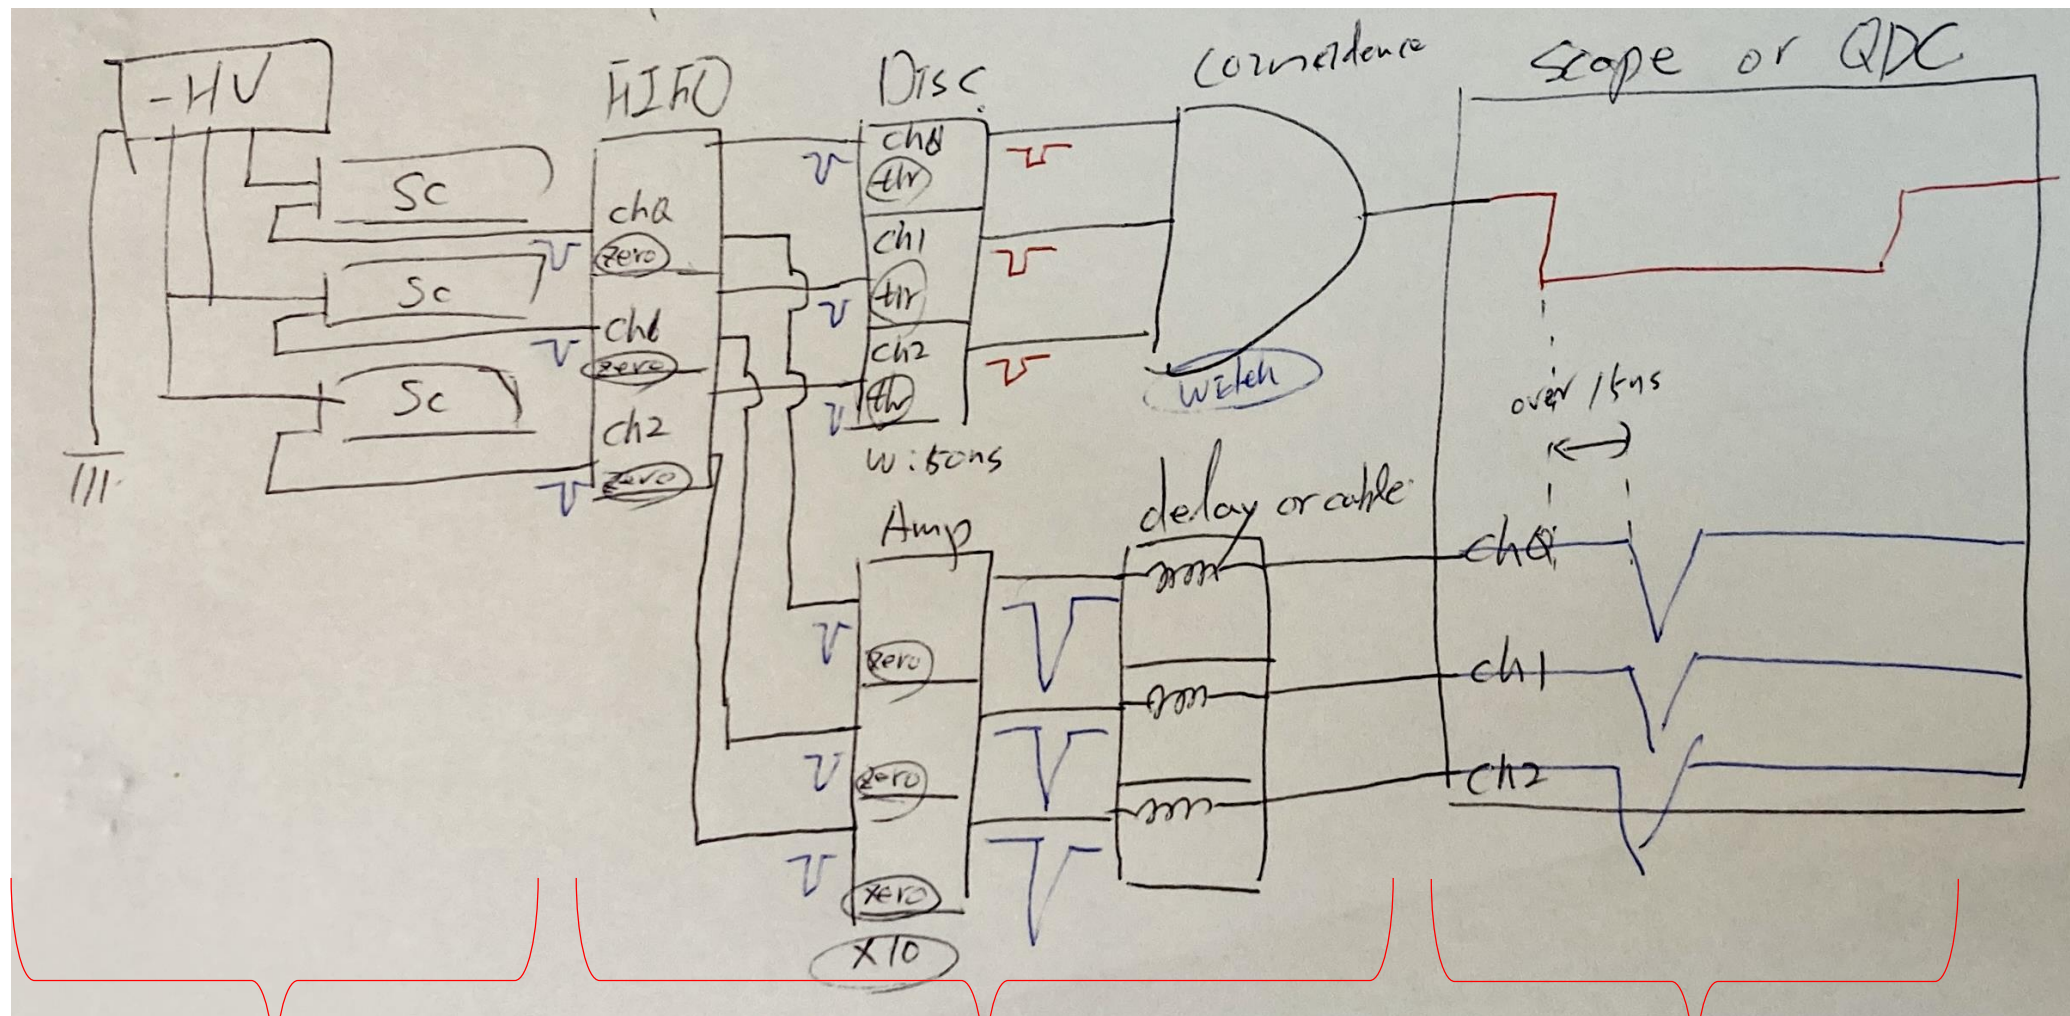 -HV
Sc
Sc
Sc
FIFO
ch0
zero
ch1
zero
ch2
zero
Disc.
ch0
thr
ch1
thr
ch2
thr
w:50ns
Coincidence
width
Amp
zero
zero
zero
x10
delay or cable
Scope or QDC
over 15ns
ch0
ch1
ch2